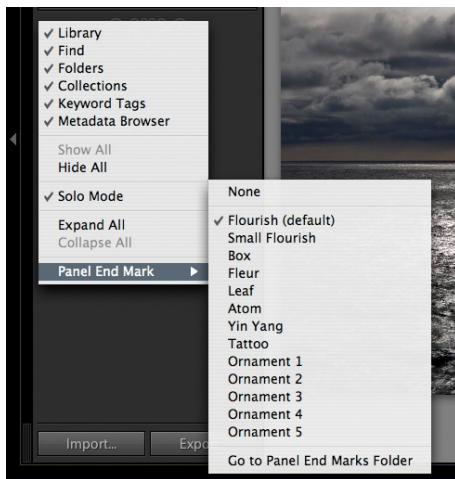 Library
Find
Folders
Collections
Keyword Tags
Metadata Browser
Show All
Hide All
Solo Mode
Expand All
Collapse All
Panel End Mark
None
Flourish (default)
Small Flourish
Box
Fleur
Leaf
Atom
Yin Yang
Tattoo
Ornament 1
Ornament 2
Ornament 3
Ornament 4
Ornament 5
Go to Panel End Marks Folder
Import...